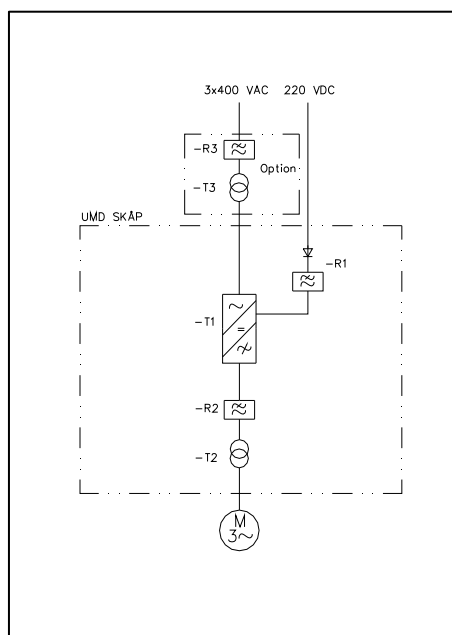 3x400 VAC 220 VDC
-R3
Option
-T3
UMD SKÅP
-R1
-T1
-R2
-T2
M
3~